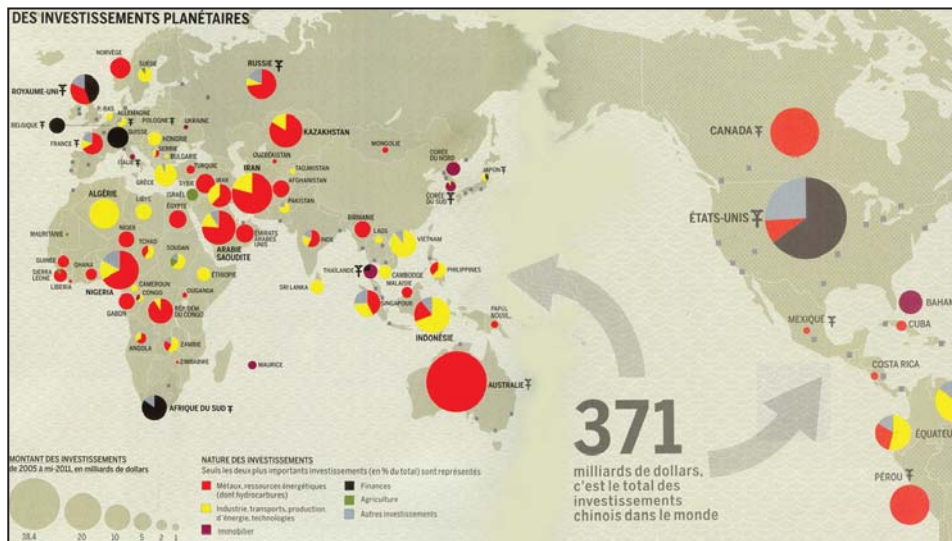 DES INVESTISSEMENTS PLANÉTAIRES
NORVÈGE
SUÈDE
RUSSIE
ROYAUME-UNI
P.-BAS
ALLEMAGNE
POLOGNE
UKRAINE
BELGIQUE
SUISSE
FRANCE
HONGRIE
SERBIE
ITALIE
BULGARIE
KAZAKHSTAN
MONGOLIE
OUZBÉKISTAN
TADJIKISTAN
TURQUIE
GRÈCE
SYRIE
IRAK
IRAN
AFGHANISTAN
PAKISTAN
CORÉE
DU NORD
JAPON
CORÉE
DU SUD
ALGÉRIE
LIBYE
ISRAËL
ÉGYPTE
MAURITANIE
NIGER
TCHAD
SOUDAN
ARABIE
SAOUDITE
ÉMIRATS
ARABES
UNIS
INDE
BIRMANIE
LAOS
VIETNAM
GUINÉE
GHANA
SIERRA
LEONE
LIBERIA
NIGERIA
CAMEROUN
CONGO
GABON
ÉTHIOPIE
OUGANDA
RÉP. DÉM.
DU CONGO
SRI LANKA
THAÏLANDE
CAMBODGE
MALAISIE
PHILIPPINES
SINGAPOUR
INDONÉSIE
ANGOLA
ZAMBIE
ZIMBABWE
MAURICE
AFRIQUE DU SUD
AUSTRALIE
CANADA
ÉTATS-UNIS
MEXIQUE
CUBA
COSTA RICA
PÉROU
371
milliards de dollars,
c'est le total des
investissements
chinois dans le monde
MONTANT DES INVESTISSEMENTS
de 2005 à mi-2011, en milliards de dollars
38,4 20 10 5 2 1
NATURE DES INVESTISSEMENTS
Seuls les deux plus importants investissements (en % du total) sont représentés
Métaux, ressources énergétiques
(dont hydrocarbures)
Industrie, transports, production
d'énergie, technologies
Immobilier
Finances
Agriculture
Autres investissements